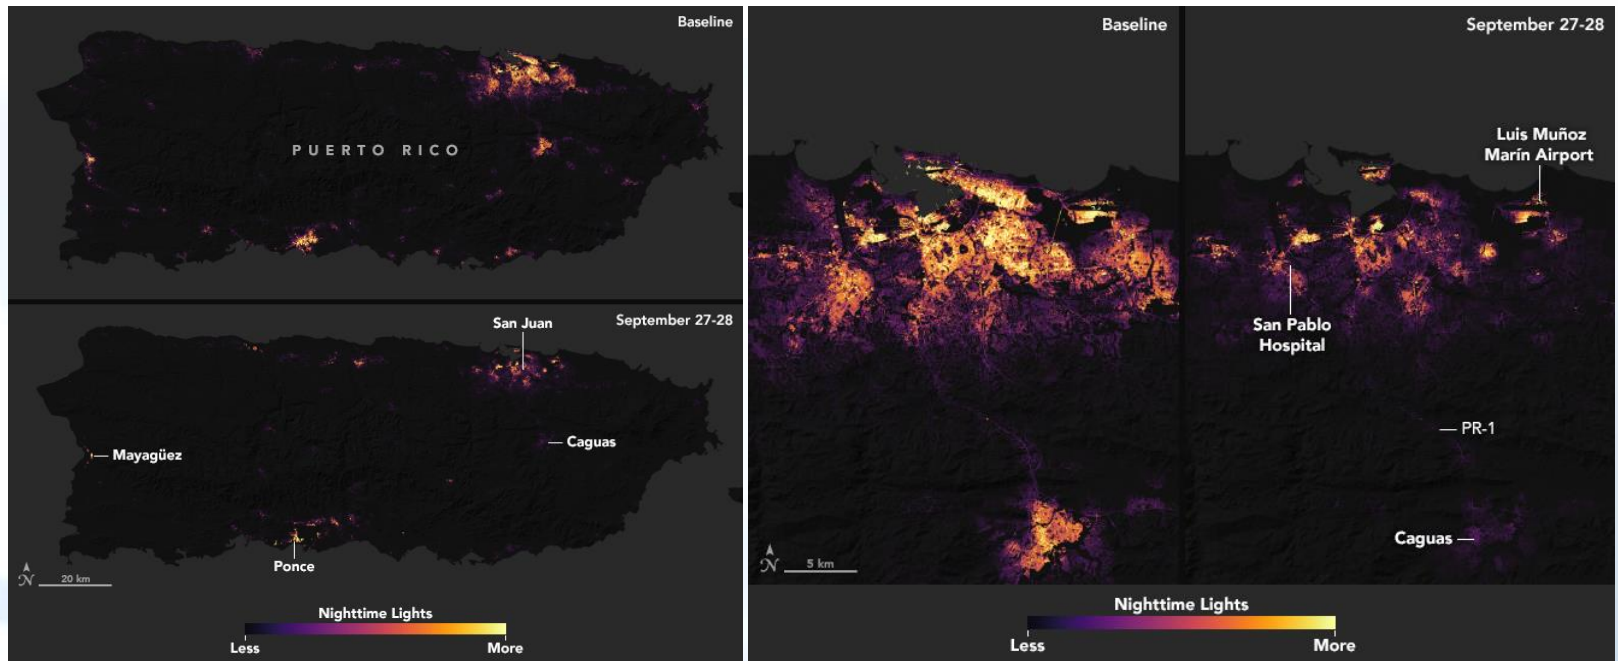 Baseline
PUERTO RICO
San Juan
September 27-28
Mayagüez
Caguas
Ponce
N
20 km
Nighttime Lights
Less
More
Baseline
September 27-28
Luis Muñoz
Marín Airport
San Pablo
Hospital
PR-1
Caguas
N
5 km
Nighttime Lights
Less
More